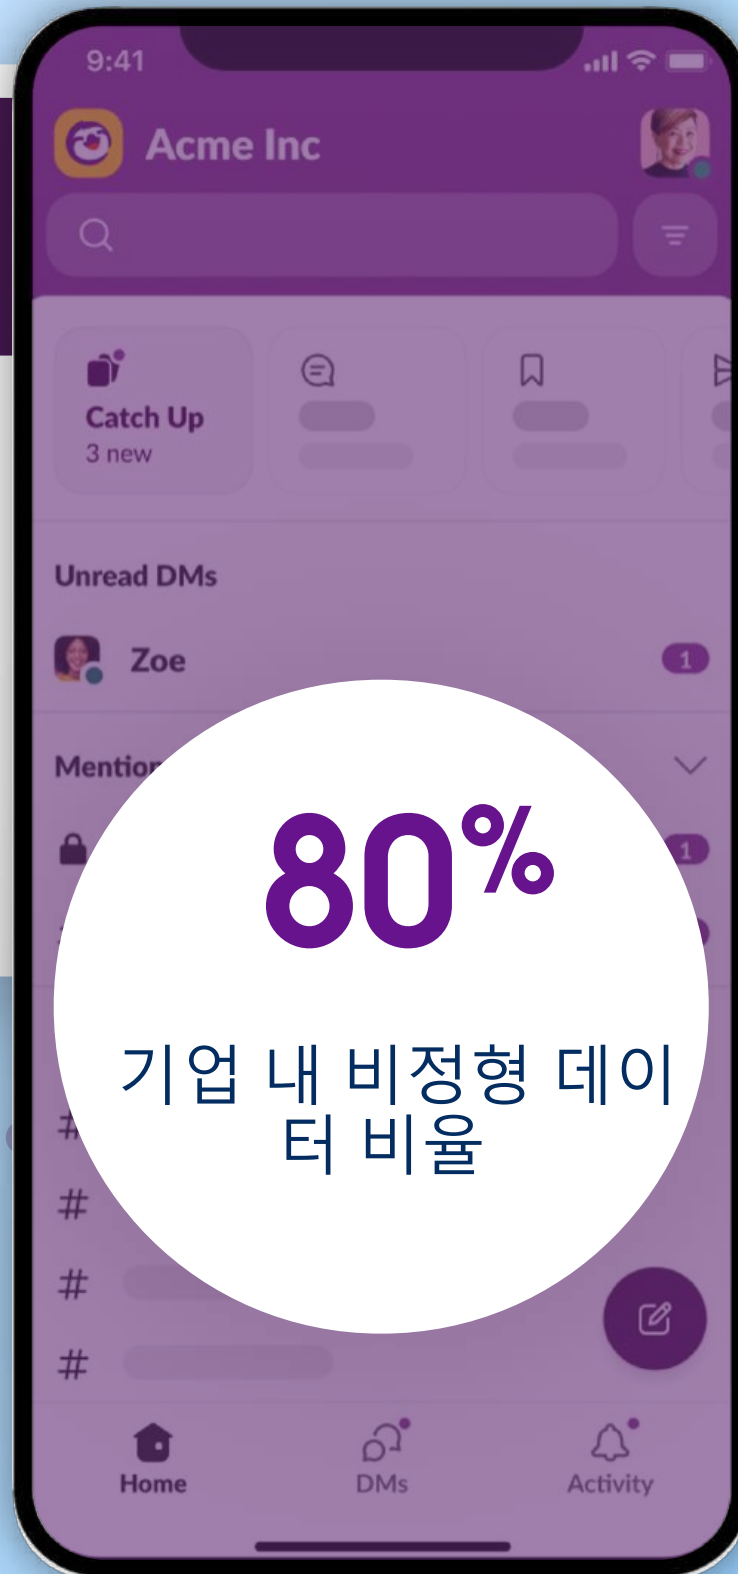 9:41
Acme Inc
Catch Up
3 new
Unread DMs
Zoe
1
Mention
1
80%
기업 내 비정형 데이
터 비율
#
#
#
#
Home
DMs
Activity